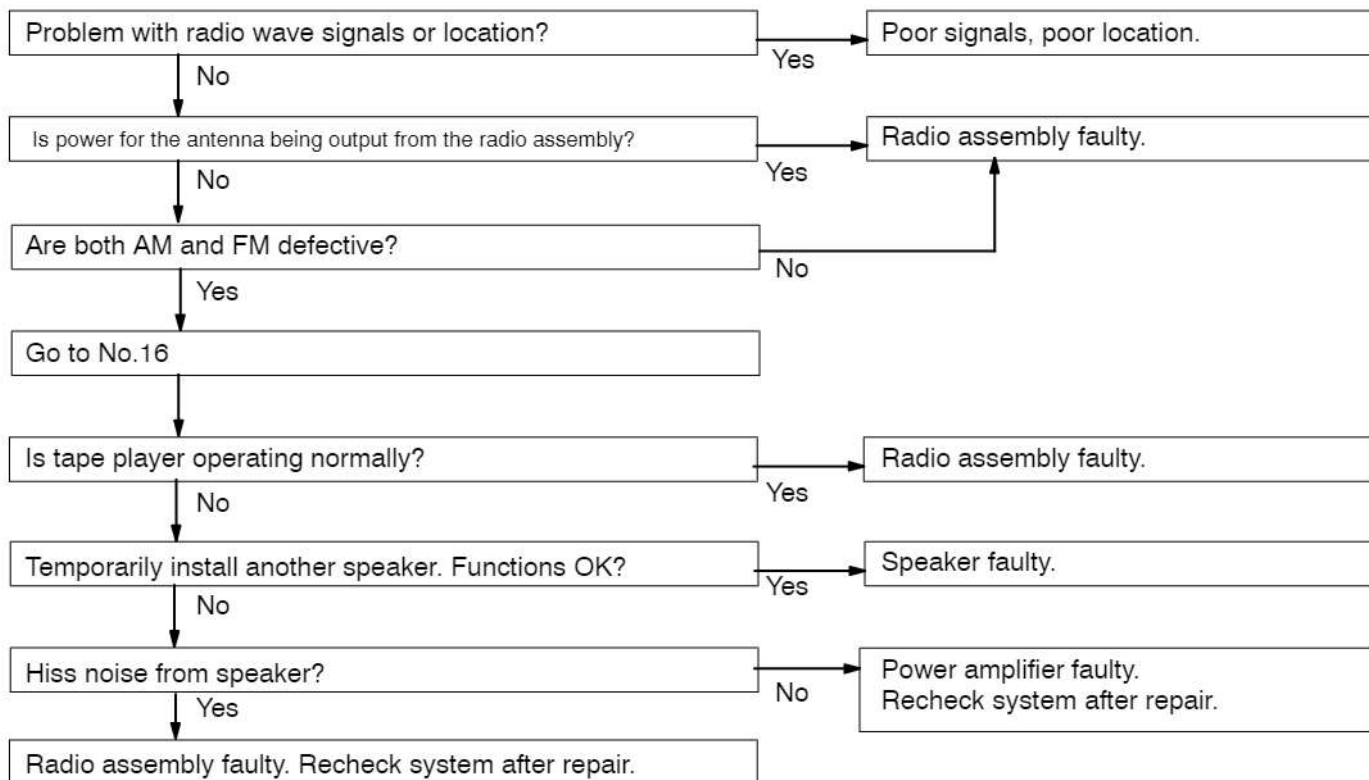 Problem with radio wave signals or location?
Yes
Poor signals, poor location.
No
Is power for the antenna being output from the radio assembly?
Yes
Radio assembly faulty.
No
Are both AM and FM defective?
No
Yes
Go to No.16
Is tape player operating normally?
Yes
Radio assembly faulty.
No
Temporarily install another speaker. Functions OK?
Yes
Speaker faulty.
No
Hiss noise from speaker?
No
Power amplifier faulty.
Recheck system after repair.
Yes
Radio assembly faulty. Recheck system after repair.